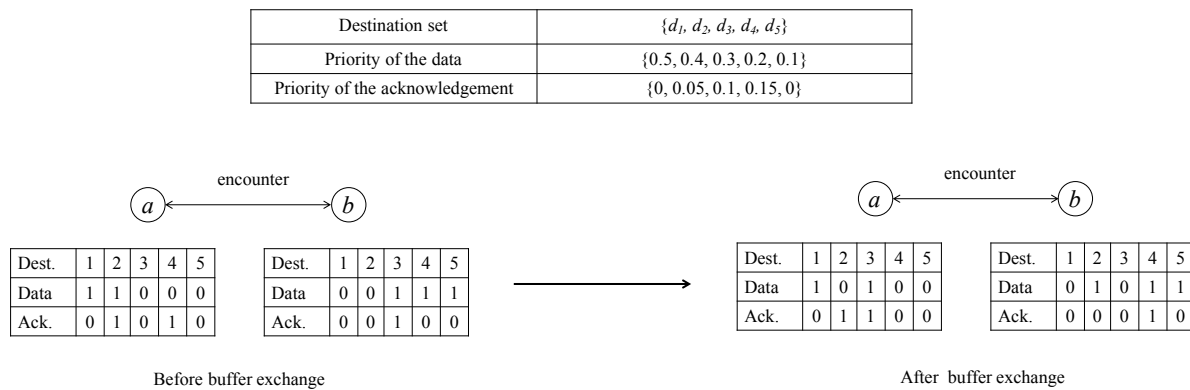 Destination set {d1, d2, d3, d4, d5}
Priority of the data {0.5, 0.4, 0.3, 0.2, 0.1}
Priority of the acknowledgement {0, 0.05, 0.1, 0.15, 0}
encounter
a b
Dest. 1 2 3 4 5
Data 1 1 0 0 0
Ack. 0 1 0 1 0
Dest. 1 2 3 4 5
Data 0 0 1 1 1
Ack. 0 0 1 0 0
Before buffer exchange
encounter
a b
Dest. 1 2 3 4 5
Data 1 0 1 0 0
Ack. 0 1 1 0 0
Dest. 1 2 3 4 5
Data 0 1 0 1 1
Ack. 0 0 0 1 0
After buffer exchange